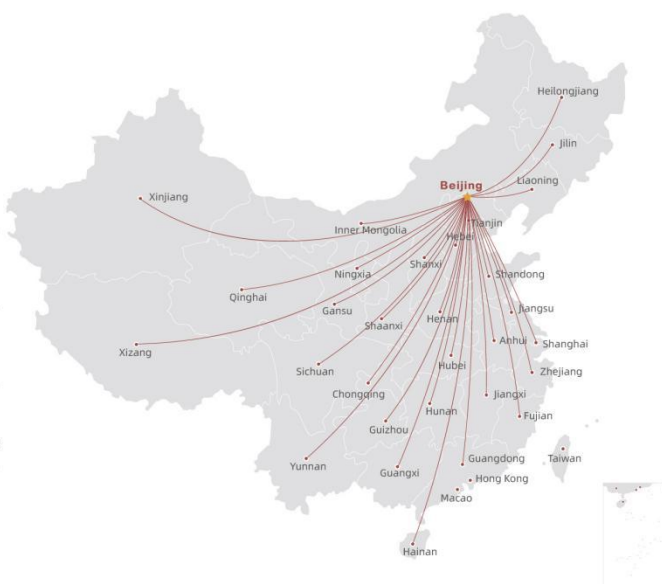 Heilongjiang
Jilin
Liaoning
Beijing
Xinjiang
Tianjin
Inner Mongolia
Hebei
Shanxi
Ningxia
Shandong
Qinghai
Gansu
Jiangsu
Henan
Shaanxi
Anhui
Shanghai
Xizang
Hubei
Sichuan
Zhejiang
Chongqing
Jiangxi
Hunan
Fujian
Guizhou
Guangdong
Taiwan
Yunnan
Guangxi
Hong Kong
Macao
Hainan